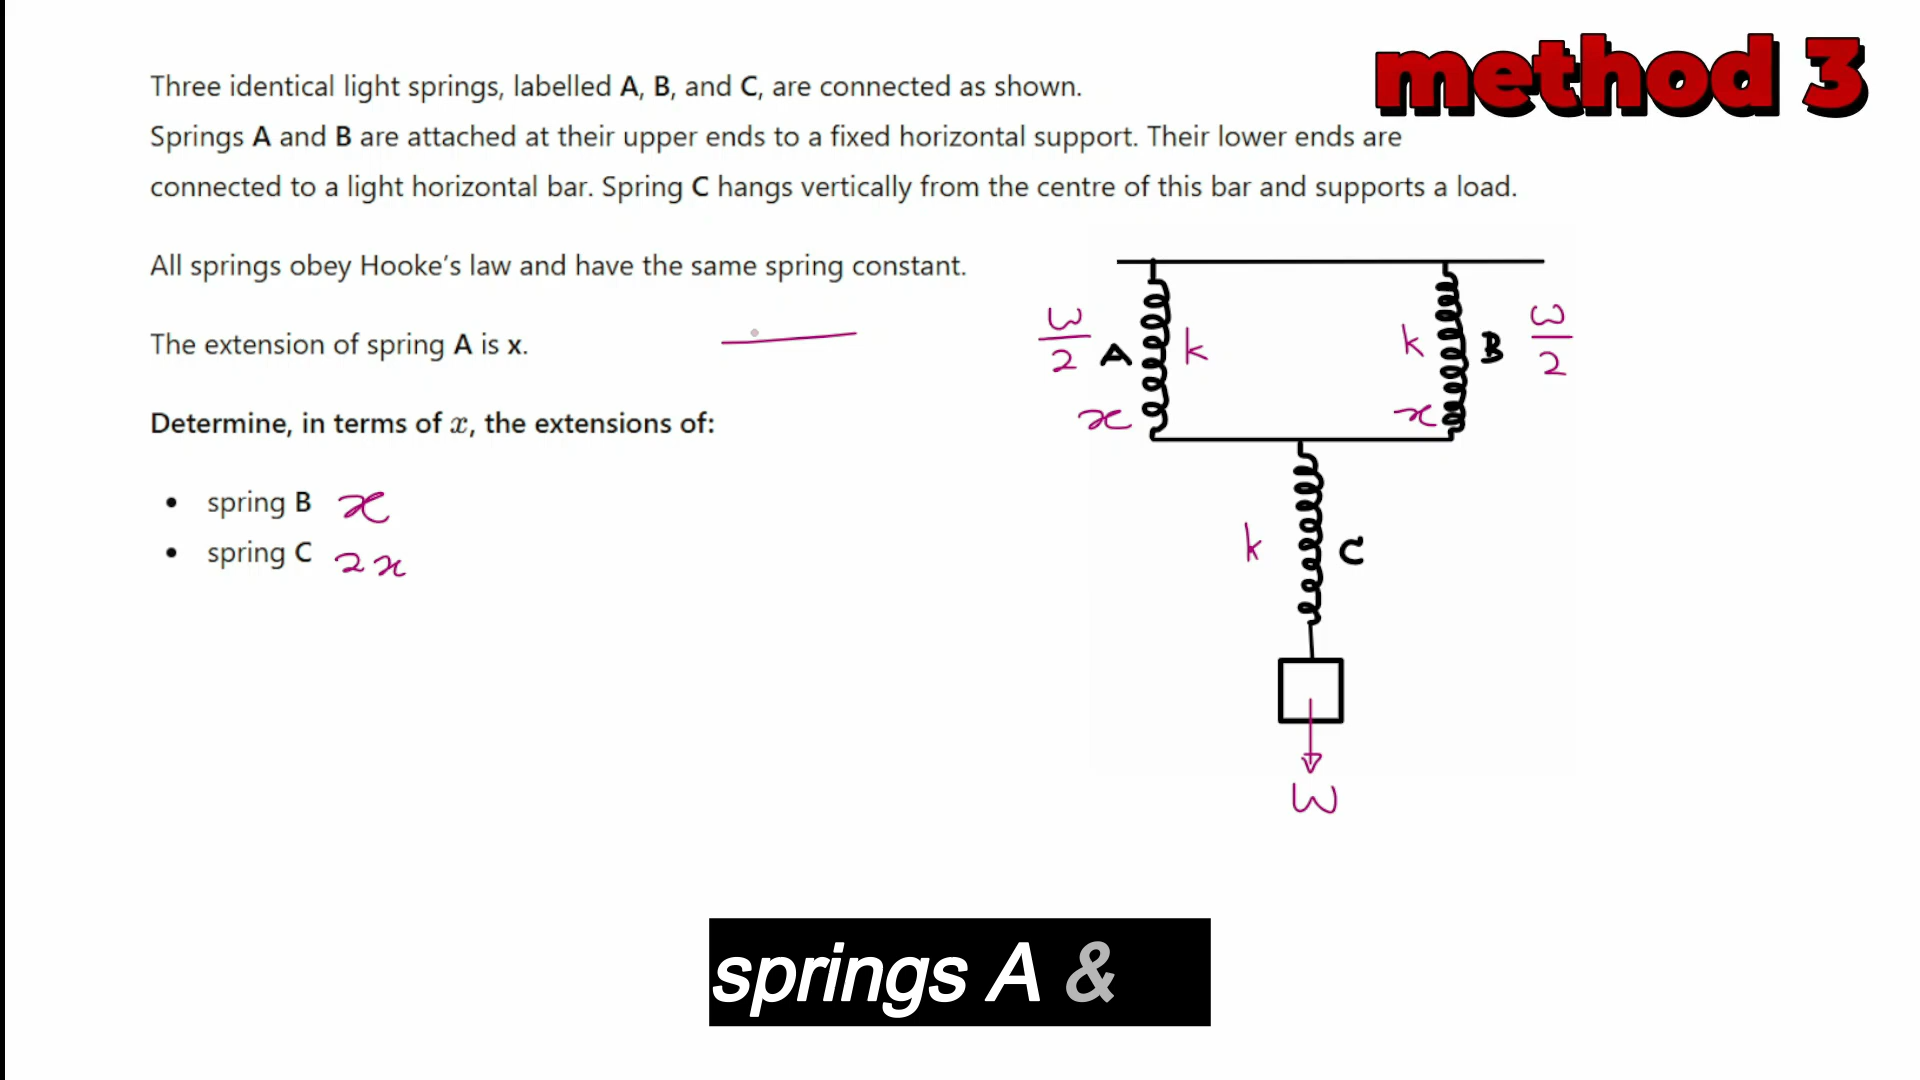 method 3
Three identical light springs, labelled A, B, and C, are connected as shown.
Springs A and B are attached at their upper ends to a fixed horizontal support. Their lower ends are
connected to a light horizontal bar. Spring C hangs vertically from the centre of this bar and supports a load.
All springs obey Hooke's law and have the same spring constant.
The extension of spring A is x.
Determine, in terms of x, the extensions of:
• spring B x
• spring C 2x
W/2 A k
x
k B W/2
x
k C
W
springs A &